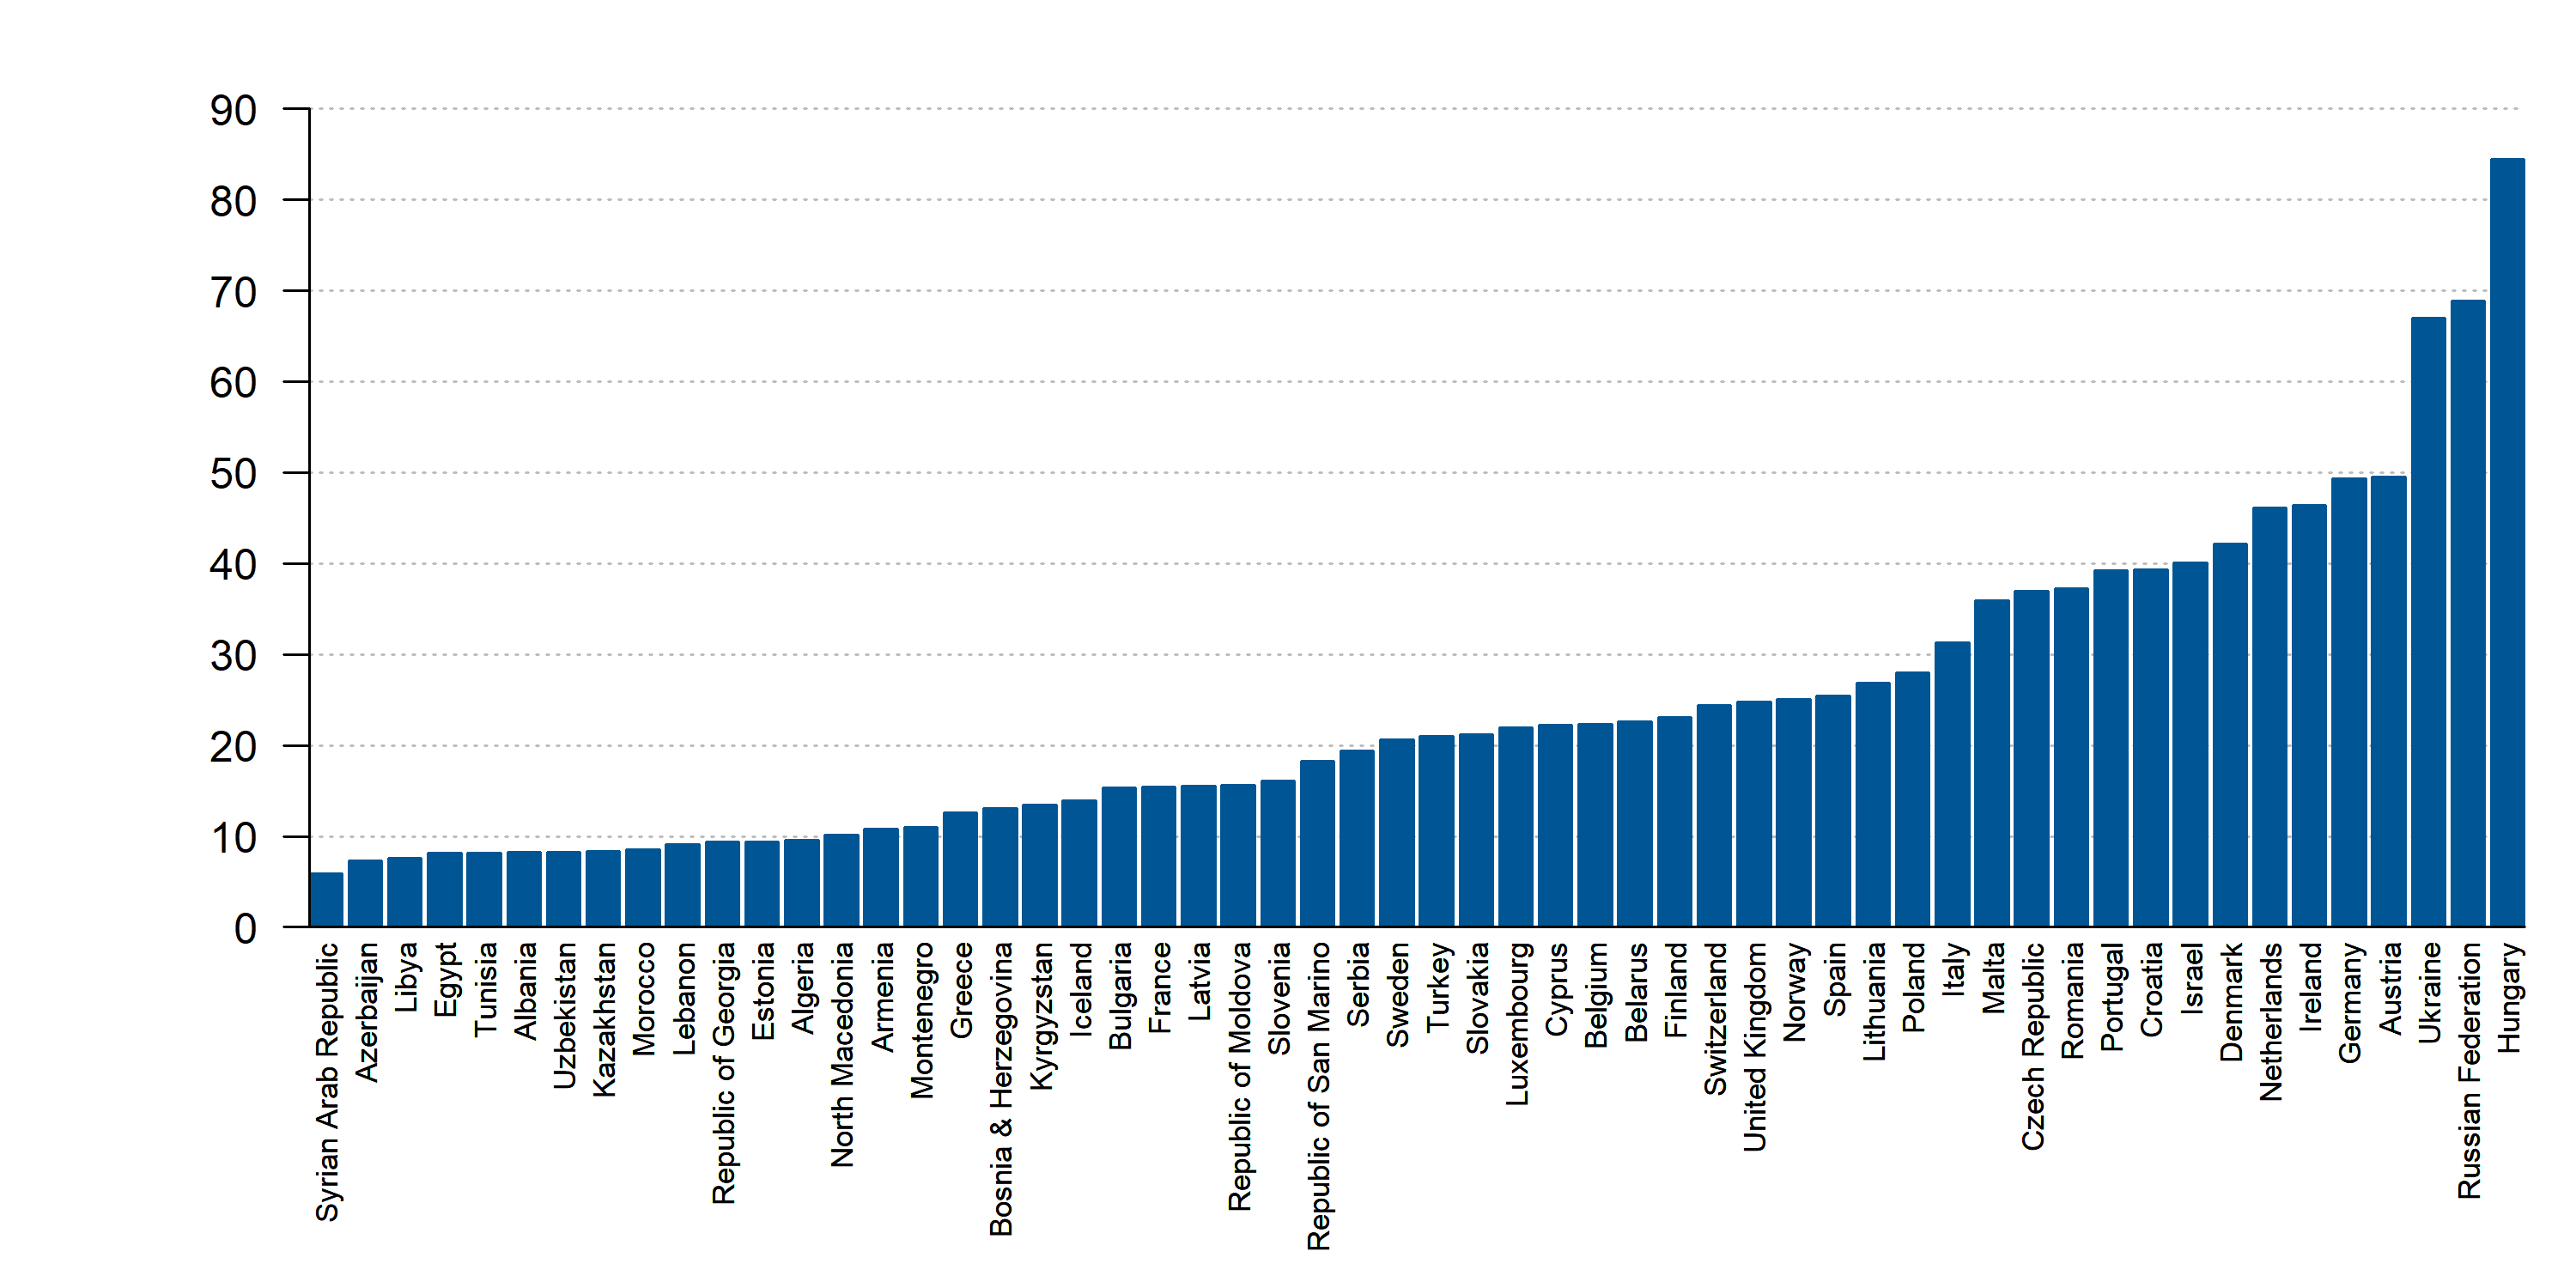 90
80
70
60
50
40
30
20
10
0
Syrian Arab Republic
Azerbaijan
Libya
Egypt
Tunisia
Albania
Uzbekistan
Kazakhstan
Morocco
Lebanon
Republic of Georgia
Estonia
Algeria
North Macedonia
Armenia
Montenegro
Greece
Bosnia & Herzegovina
Kyrgyzstan
Iceland
Bulgaria
France
Latvia
Republic of Moldova
Slovenia
Republic of San Marino
Serbia
Sweden
Turkey
Slovakia
Luxembourg
Cyprus
Belgium
Belarus
Finland
Switzerland
United Kingdom
Norway
Spain
Lithuania
Poland
Italy
Malta
Czech Republic
Romania
Portugal
Croatia
Israel
Denmark
Netherlands
Ireland
Germany
Austria
Ukraine
Russian Federation
Hungary